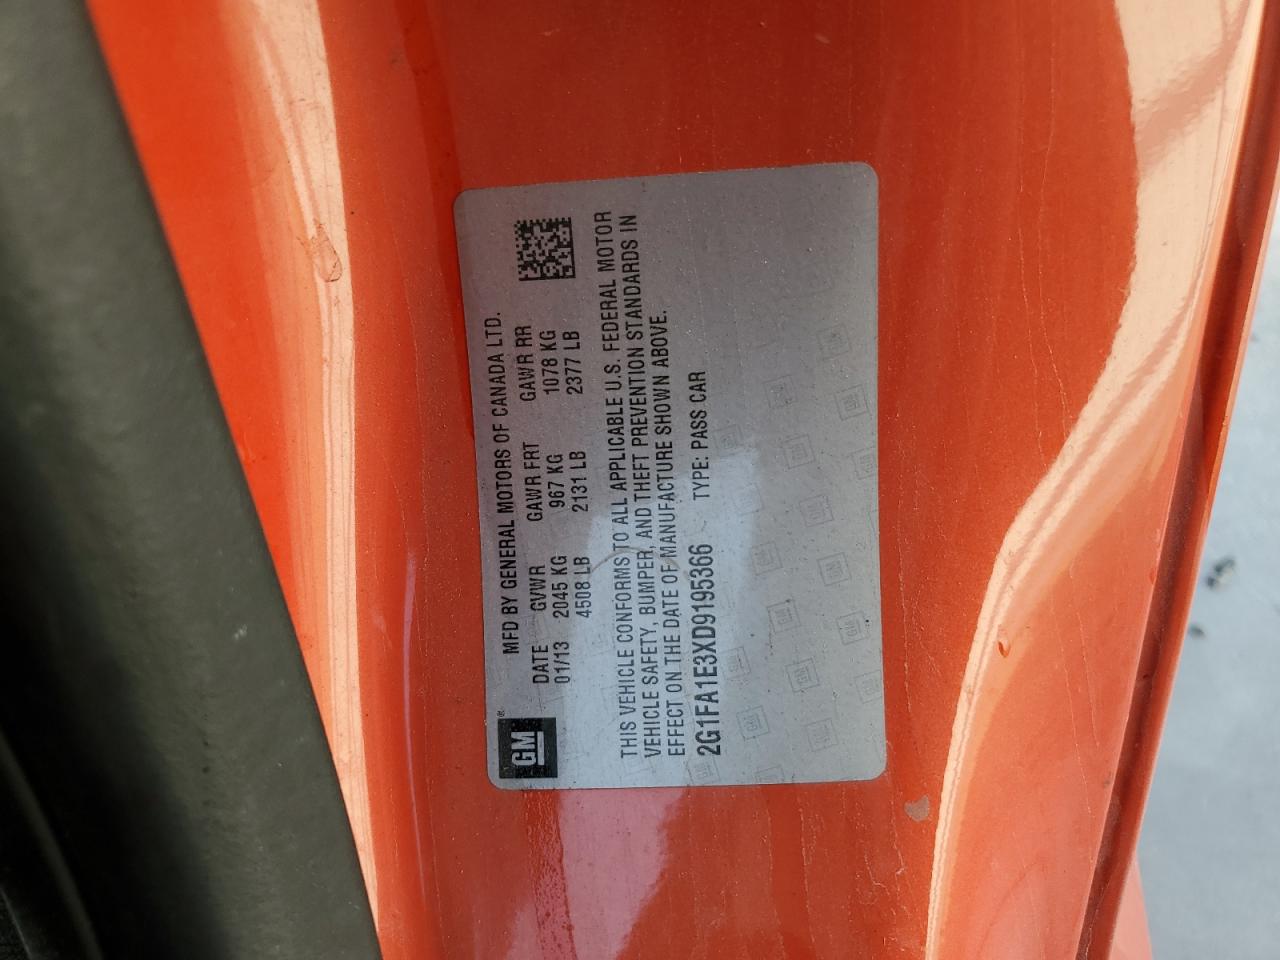 GM®
MFD BY GENERAL MOTORS OF CANADA LTD.
DATE GVWR GAWR FRT GAWR RR
01/13 2045 KG 967 KG 1078 KG
4508 LB 2131 LB 2377 LB
THIS VEHICLE CONFORMS TO ALL APPLICABLE U.S. FEDERAL MOTOR
VEHICLE SAFETY, BUMPER, AND THEFT PREVENTION STANDARDS IN
EFFECT ON THE DATE OF MANUFACTURE SHOWN ABOVE.
2G1FA1E3XD9195366 TYPE: PASS CAR